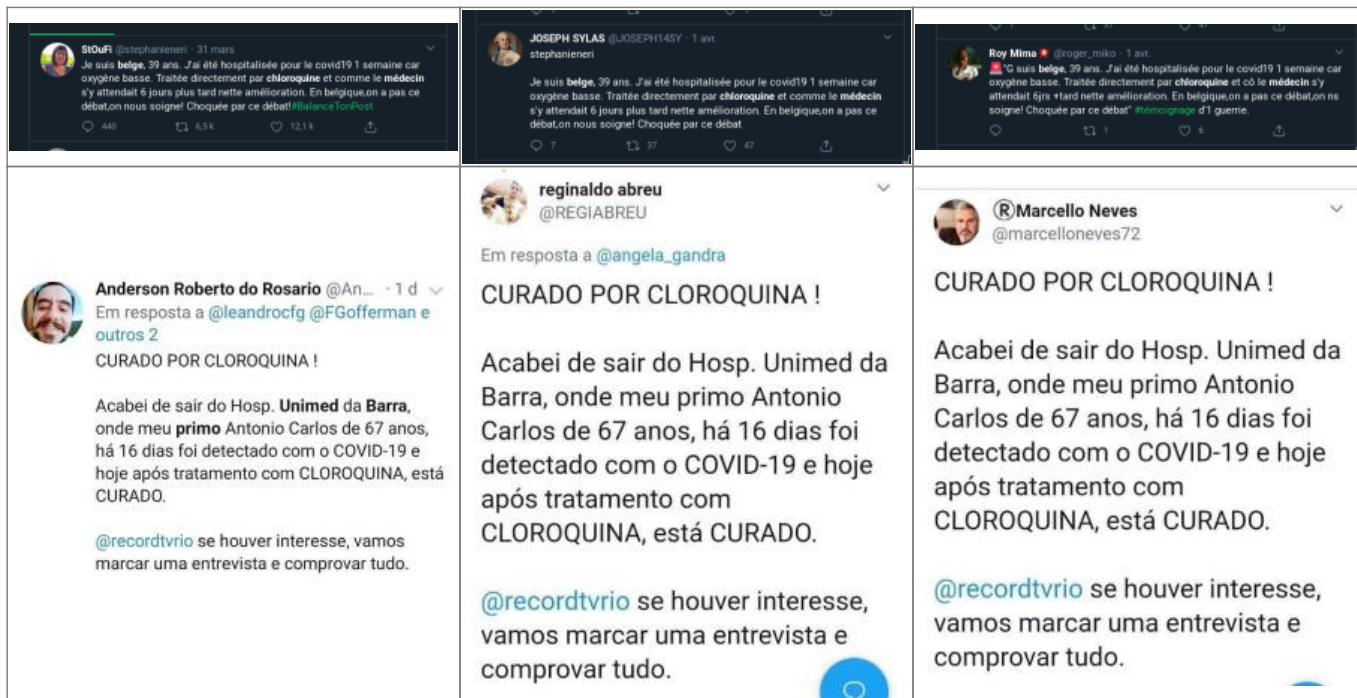 StOuFi @stephanieneri · 31 mars
Je suis belge, 39 ans. J'ai été hospitalisée pour le covid19 1 semaine car
oxygène basse. Traitée directement par chloroquine et comme le médecin
s'y attendait 6 jours plus tard nette amélioration. En belgique,on a pas ce
débat,on nous soigne! Choquée par ce débat!#BalanceTonPost
440 6,5 k 12,1 k
JOSEPH SYLAS @JOSEPH14SY · 1 avr.
stephanieneri
Je suis belge, 39 ans. J'ai été hospitalisée pour le covid19 1 semaine car
oxygène basse. Traitée directement par chloroquine et comme le médecin
s'y attendait 6 jours plus tard nette amélioration. En belgique,on a pas ce
débat,on nous soigne! Choquée par ce débat
7 37 47
Roy Mima @roger_miko · 1 avr.
"G suis belge, 39 ans. J'ai été hospitalisée pour le covid19 1 semaine car
oxygène basse. Traitée directement par chloroquine et cô le médecin s'y
attendait 6jrs +tard nette amélioration. En belgique,on a pas ce débat,on ns
soigne! Choquée par ce débat" #témoignage d'1 guerrie.
1 6
Anderson Roberto do Rosario @An... · 1 d
Em resposta a @leandrocfg @FGofferman e
outros 2
CURADO POR CLOROQUINA !
Acabei de sair do Hosp. Unimed da Barra,
onde meu primo Antonio Carlos de 67 anos,
há 16 dias foi detectado com o COVID-19 e
hoje após tratamento com CLOROQUINA, está
CURADO.
@recordtvrio se houver interesse, vamos
marcar uma entrevista e comprovar tudo.
reginaldo abreu
@REGIABREU
Em resposta a @angela_gandra
CURADO POR CLOROQUINA !
Acabei de sair do Hosp. Unimed da
Barra, onde meu primo Antonio
Carlos de 67 anos, há 16 dias foi
detectado com o COVID-19 e hoje
após tratamento com
CLOROQUINA, está CURADO.
@recordtvrio se houver interesse,
vamos marcar uma entrevista e
comprovar tudo.
ⓇMarcello Neves
@marcelloneves72
CURADO POR CLOROQUINA !
Acabei de sair do Hosp. Unimed da
Barra, onde meu primo Antonio
Carlos de 67 anos, há 16 dias foi
detectado com o COVID-19 e hoje
após tratamento com
CLOROQUINA, está CURADO.
@recordtvrio se houver interesse,
vamos marcar uma entrevista e
comprovar tudo.